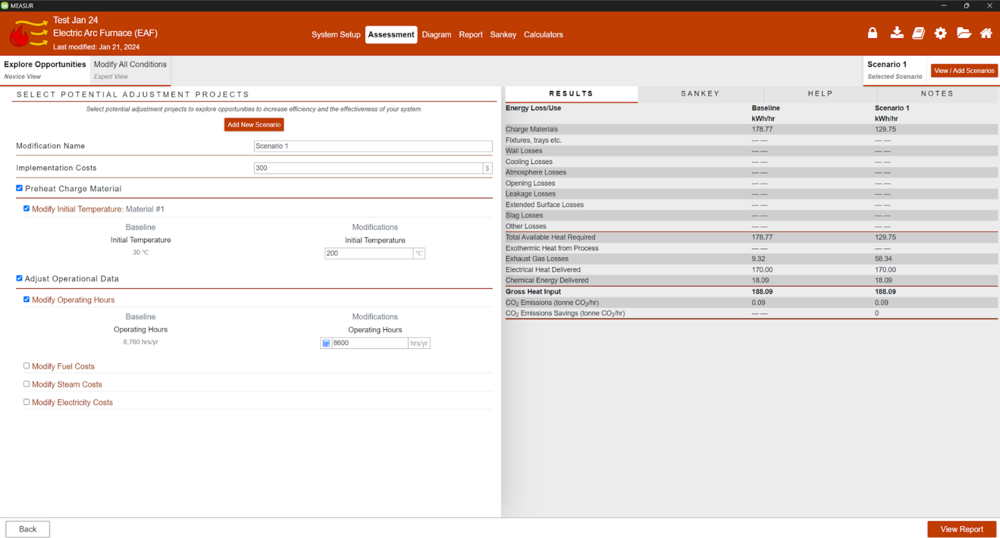 MEASUR
Test Jan 24
Electric Arc Furnace (EAF)
Last modified: Jan 21, 2024
System Setup Assessment Diagram Report Sankey Calculators
Explore Opportunities Modify All Conditions
Novice View Expert View
Scenario 1
Selected Scenario
View / Add Scenarios
SELECT POTENTIAL ADJUSTMENT PROJECTS
Select potential adjustment projects to explore opportunities to increase efficiency and the effectiveness of your system.
Add New Scenario
Modification Name Scenario 1
Implementation Costs 300 $
Preheat Charge Material
Modify Initial Temperature: Material #1
Baseline Modifications
Initial Temperature Initial Temperature
30 °C 200 °C
Adjust Operational Data
Modify Operating Hours
Baseline Modifications
Operating Hours Operating Hours
8,760 hrs/yr 8600 hrs/yr
Modify Fuel Costs
Modify Steam Costs
Modify Electricity Costs
RESULTS SANKEY HELP NOTES
Energy Loss/Use Baseline Scenario 1
kWh/hr kWh/hr
Charge Materials 178.77 129.75
Fixtures, trays etc. — — — —
Wall Losses — — — —
Cooling Losses — — — —
Atmosphere Losses — — — —
Opening Losses — — — —
Leakage Losses — — — —
Extended Surface Losses — — — —
Slag Losses — — — —
Other Losses — — — —
Total Available Heat Required 178.77 129.75
Exothermic Heat from Process — — — —
Exhaust Gas Losses 9.32 58.34
Electrical Heat Delivered 170.00 170.00
Chemical Energy Delivered 18.09 18.09
Gross Heat Input 188.09 188.09
CO2 Emissions (tonne CO2/hr) 0.09 0.09
CO2 Emissions Savings (tonne CO2/hr) — — 0
Back
View Report